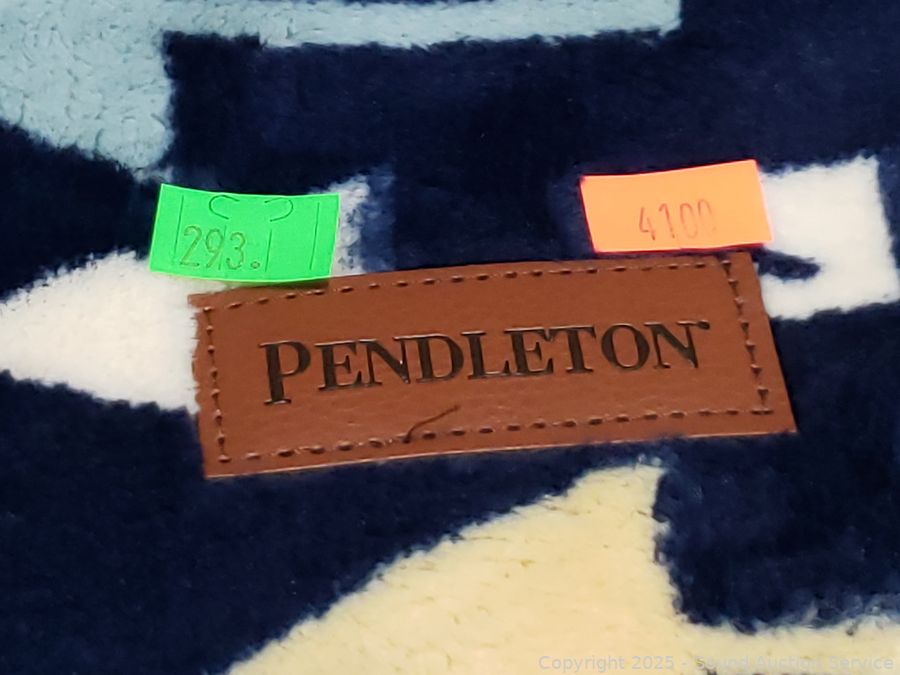 293.
4100
PENDLETON®
Copyright 2025 - Sound Auction Service